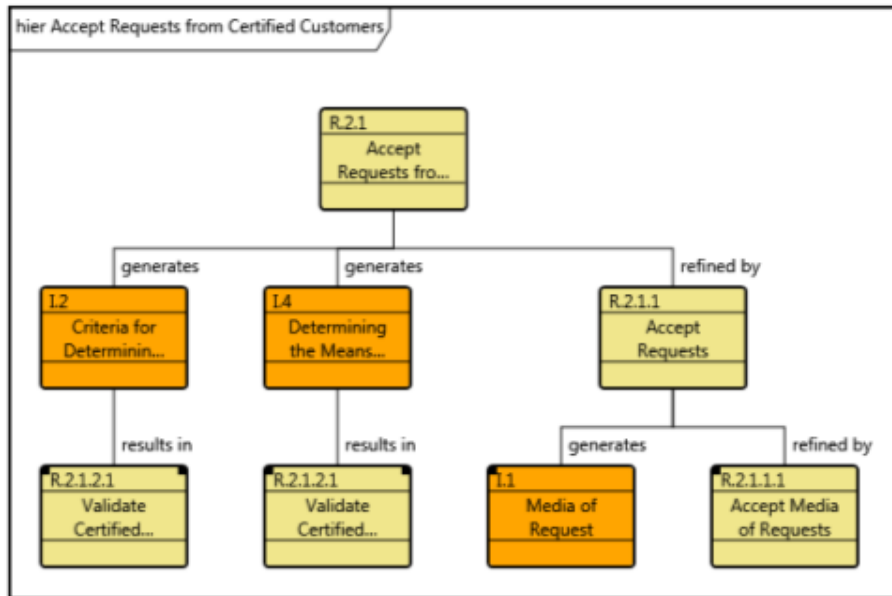 hier Accept Requests from Certified Customers
R.2.1
Accept
Requests fro...
generates
generates
refined by
I.2
Criteria for
Determinin...
I.4
Determining
the Means...
R.2.1.1
Accept
Requests
results in
results in
generates
refined by
R.2.1.2.1
Validate
Certified...
R.2.1.2.1
Validate
Certified...
I.1
Media of
Request
R.2.1.1.1
Accept Media
of Requests